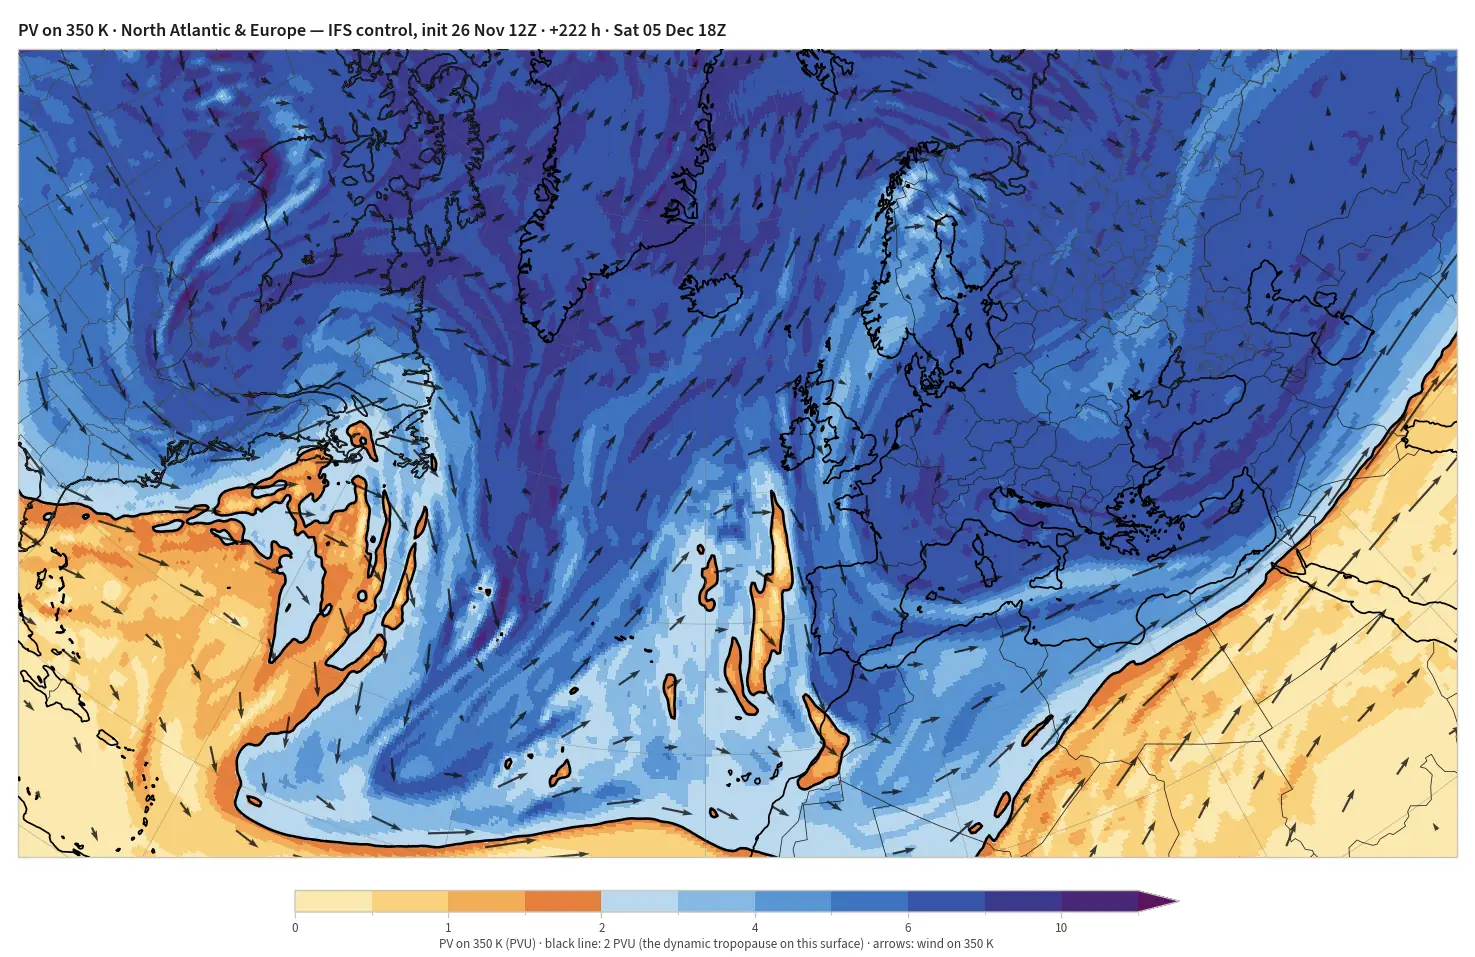 PV on 350 K · North Atlantic & Europe — IFS control, init 26 Nov 12Z · +222 h · Sat 05 Dec 18Z
0 1 2 4 6 10
PV on 350 K (PVU) · black line: 2 PVU (the dynamic tropopause on this surface) · arrows: wind on 350 K